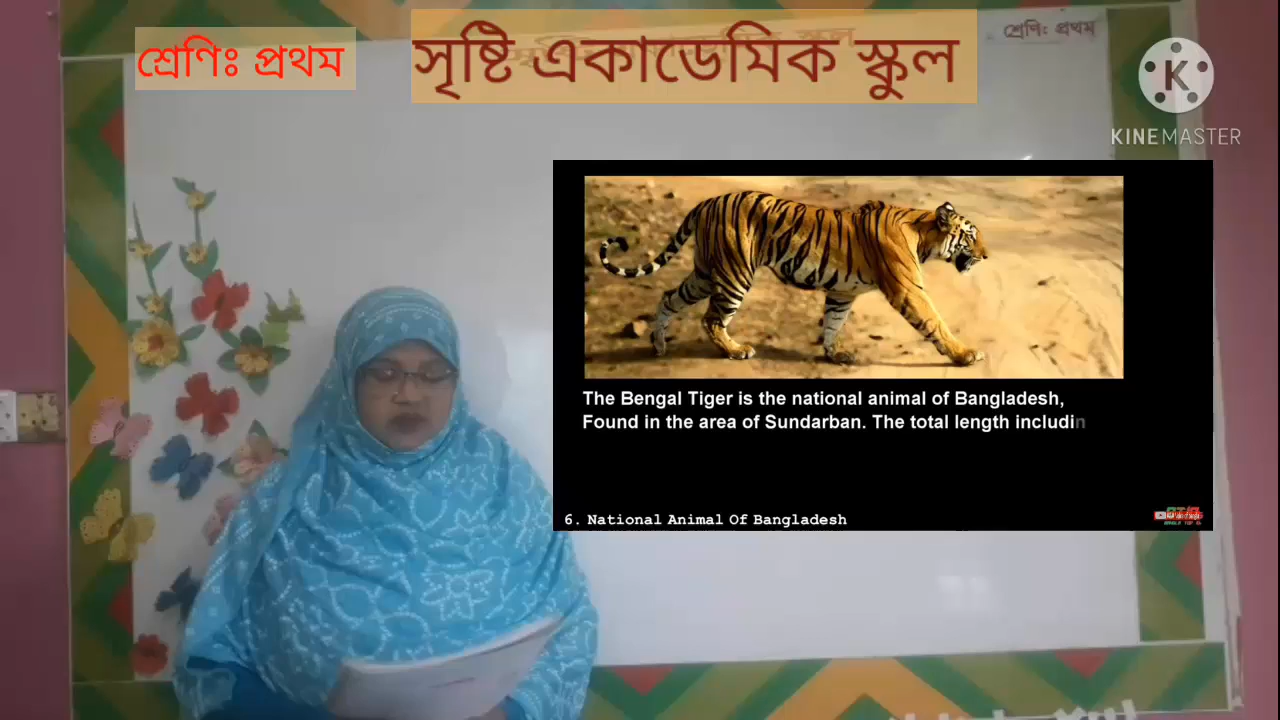 শ্রেণিঃ প্রথম
সৃষ্টি একাডেমিক স্কুল
শ্রেণিঃ প্রথম
KINEMASTER
The Bengal Tiger is the national animal of Bangladesh,
Found in the area of Sundarban. The total length includin
6. National Animal Of Bangladesh